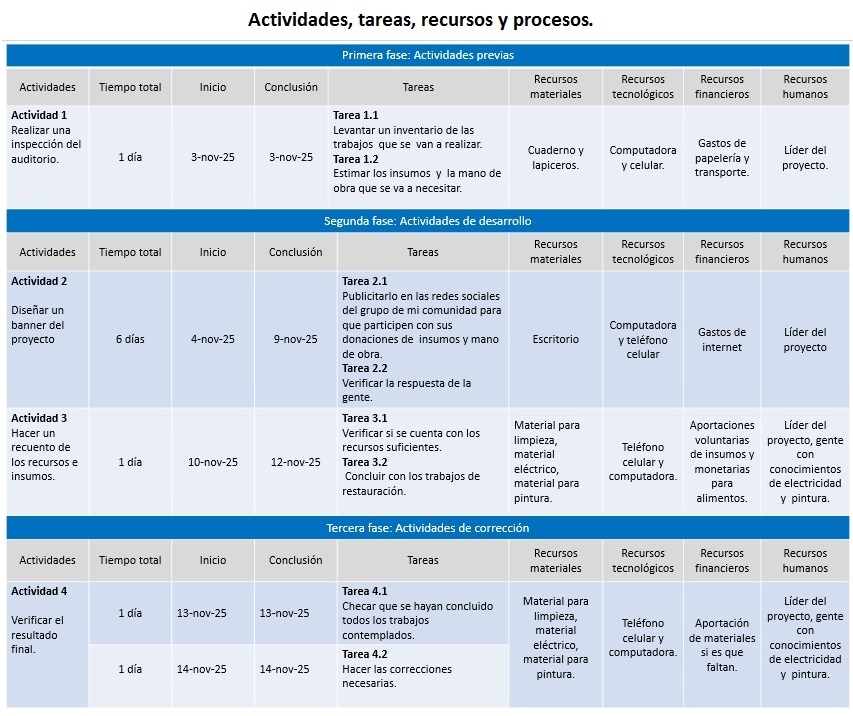 Actividades, tareas, recursos y procesos.
Primera fase: Actividades previas
Actividades Tiempo total Inicio Conclusión Tareas Recursos materiales Recursos tecnológicos Recursos financieros Recursos humanos
Actividad 1
Realizar una
inspección del
auditorio.
1 día
3-nov-25
3-nov-25
Tarea 1.1
Levantar un inventario de las
trabajos que se van a realizar.
Tarea 1.2
Estimar los insumos y la mano de
obra que se va a necesitar.
Cuaderno y
lapiceros.
Computadora
y celular.
Gastos de
papelería y
transporte.
Líder del
proyecto.
Segunda fase: Actividades de desarrollo
Actividades Tiempo total Inicio Conclusión Tareas Recursos materiales Recursos tecnológicos Recursos financieros Recursos humanos
Actividad 2
Diseñar un
banner del
proyecto
6 días
4-nov-25
9-nov-25
Tarea 2.1
Publicitarlo en las redes sociales
del grupo de mi comunidad para
que participen con sus
donaciones de insumos y mano
de obra.
Tarea 2.2
Verificar la respuesta de la
gente.
Escritorio
Computadora
y teléfono
celular
Gastos de
internet
Líder del
proyecto
Actividad 3
Hacer un
recuento de
los recursos e
insumos.
1 día
10-nov-25
12-nov-25
Tarea 3.1
Verificar si se cuenta con los
recursos suficientes.
Tarea 3.2
Concluir con los trabajos de
restauración.
Material para
limpieza,
material
eléctrico,
material para
pintura.
Teléfono
celular y
computadora.
Aportaciones
voluntarias
de insumos y
monetarias
para
alimentos.
Líder del
proyecto, gente
con
conocimientos
de electricidad
y pintura.
Tercera fase: Actividades de corrección
Actividades Tiempo total Inicio Conclusión Tareas Recursos materiales Recursos tecnológicos Recursos financieros Recursos humanos
Actividad 4
Verificar el
resultado
final.
1 día
13-nov-25
13-nov-25
Tarea 4.1
Checar que se hayan concluido
todos los trabajos
contemplados.
1 día
14-nov-25
14-nov-25
Tarea 4.2
Hacer las correcciones
necesarias.
Material para
limpieza,
material
eléctrico,
material para
pintura.
Teléfono
celular y
computadora.
Aportación
de materiales
si es que
faltan.
Líder del
proyecto, gente
con
conocimientos
de electricidad
y pintura.